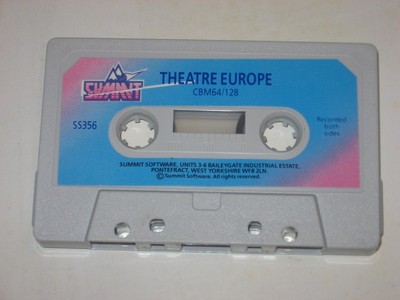 SUMMIT
THEATRE EUROPE
CBM64/128
SS356
Recorded
both
sides
SUMMIT SOFTWARE, UNITS 3-6 BAILEYGATE INDUSTRIAL ESTATE,
PONTEFRACT, WEST YORKSHIRE WF8 2LN.
© Summit Software. All rights reserved.